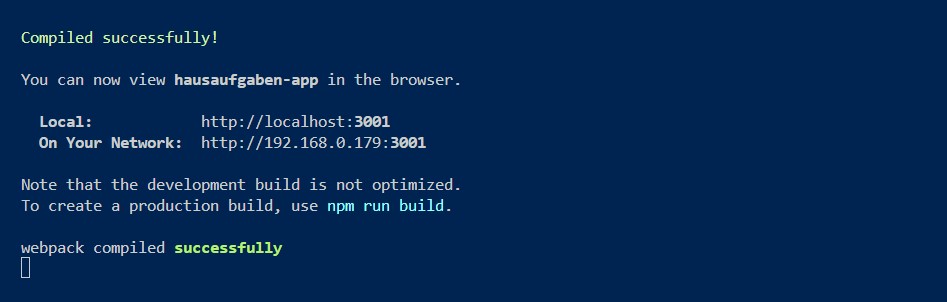 Compiled successfully!
You can now view hausaufgaben-app in the browser.
Local: http://localhost:3001
On Your Network: http://192.168.0.179:3001
Note that the development build is not optimized.
To create a production build, use npm run build.
webpack compiled successfully